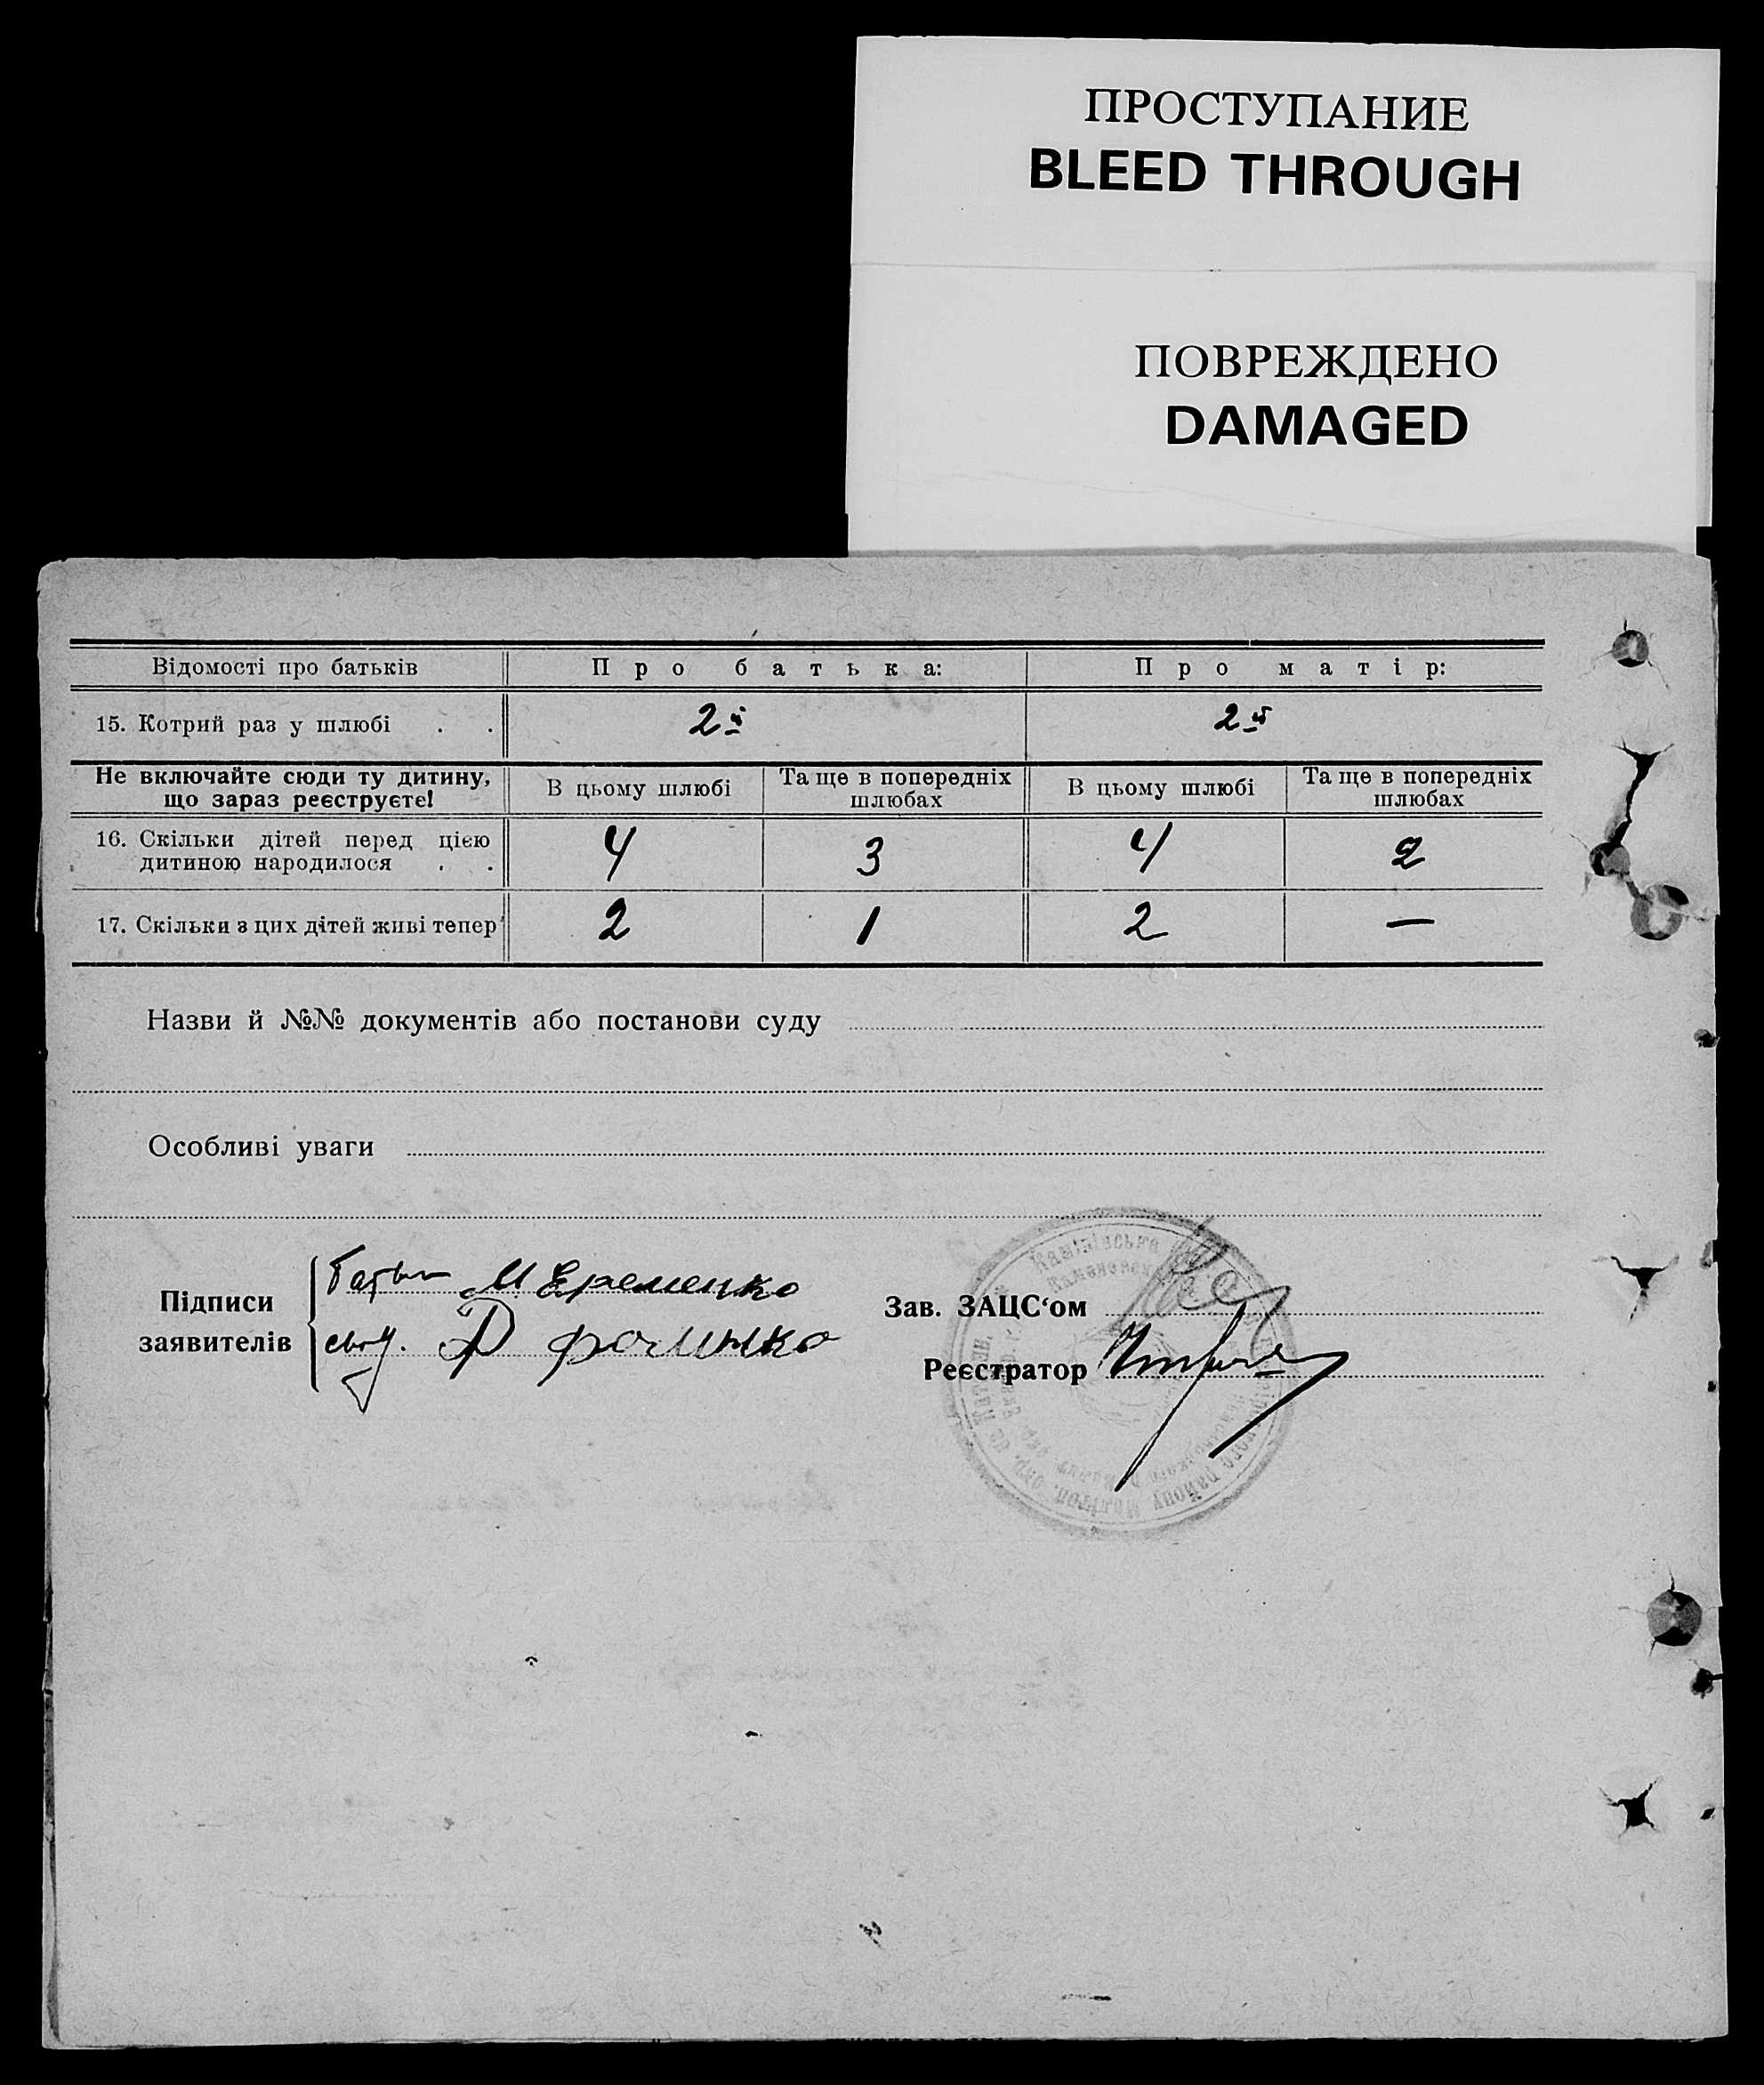 ПРОСТУПАНИЕ
BLEED THROUGH
ПОВРЕЖДЕНО
DAMAGED
Відомості про батьків Про батька: Про матір:
15. Котрий раз у шлюбі . . 2й 2й
Не включайте сюди ту дитину, що зараз реєструєте! В цьому шлюбі Та ще в попередніх шлюбах В цьому шлюбі Та ще в попередніх шлюбах
16. Скільки дітей перед цією
дитиною народилося . . 4 3 4 2
17. Скільки з цих дітей живі тепер 2 1 2 —
Назви й №№ документів або постанови суду
Особливі уваги
Підписи заявителів
М Еременко
Зав. ЗАЦС‘ом
Реєстратор